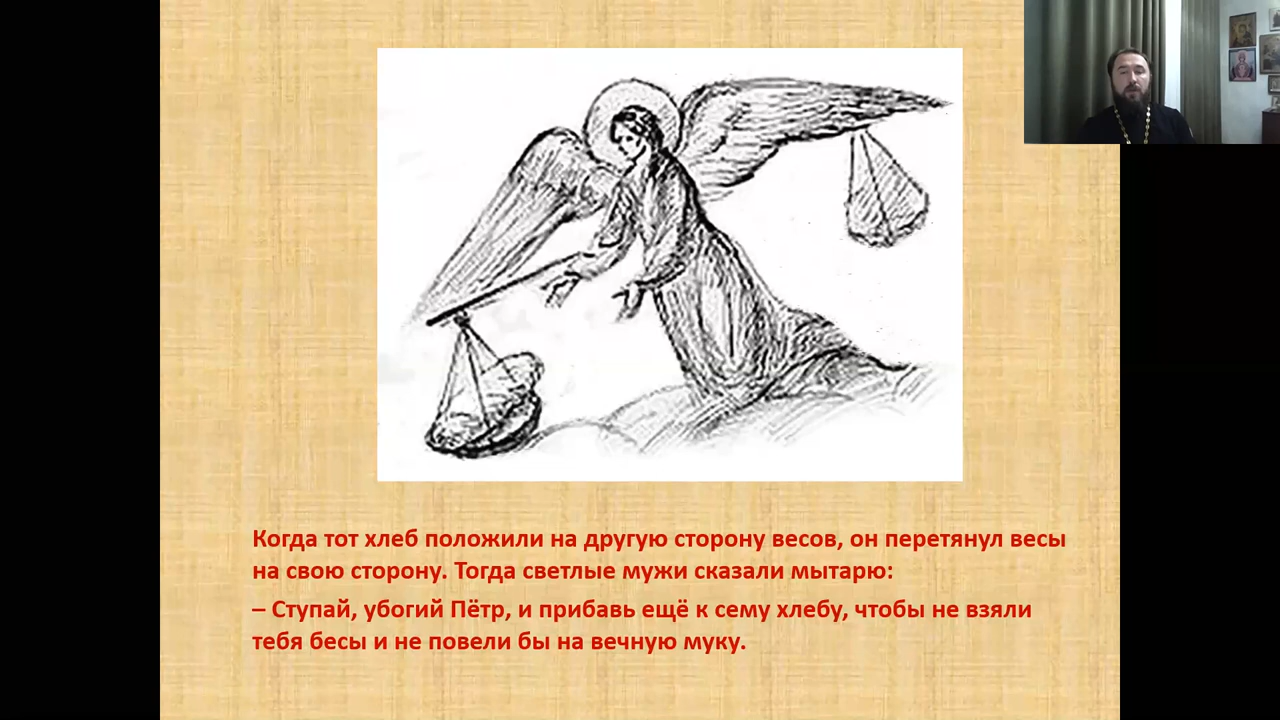 Когда тот хлеб положили на другую сторону весов, он перетянул весы
на свою сторону. Тогда светлые мужи сказали мытарю:
– Ступай, убогий Пётр, и прибавь ещё к сему хлебу, чтобы не взяли
тебя бесы и не повели бы на вечную муку.